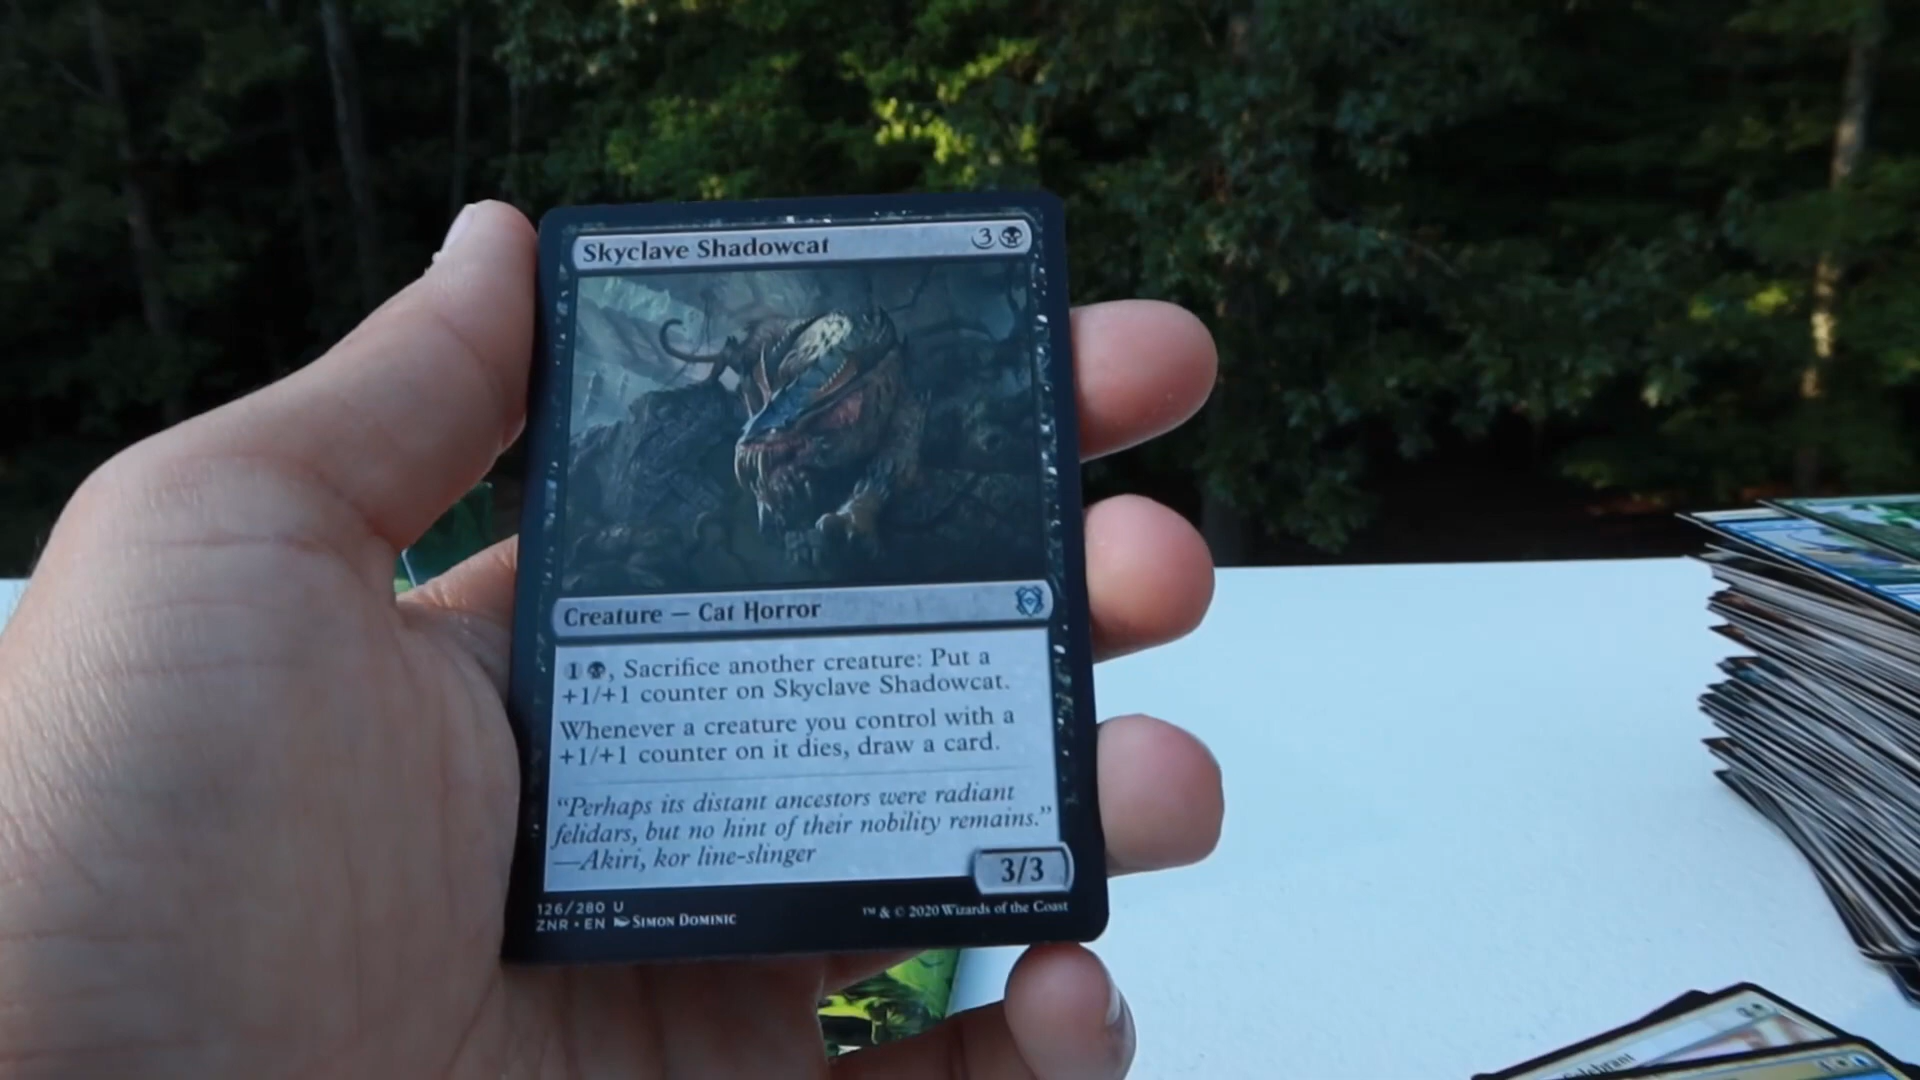 Skyclave Shadowcat 3
Creature — Cat Horror
1, Sacrifice another creature: Put a
+1/+1 counter on Skyclave Shadowcat.
Whenever a creature you control with a
+1/+1 counter on it dies, draw a card.
“Perhaps its distant ancestors were radiant
felidars, but no hint of their nobility remains.”
—Akiri, kor line-slinger
3/3
126/280 U
ZNR • EN Simon Dominic
™ & © 2020 Wizards of the Coast